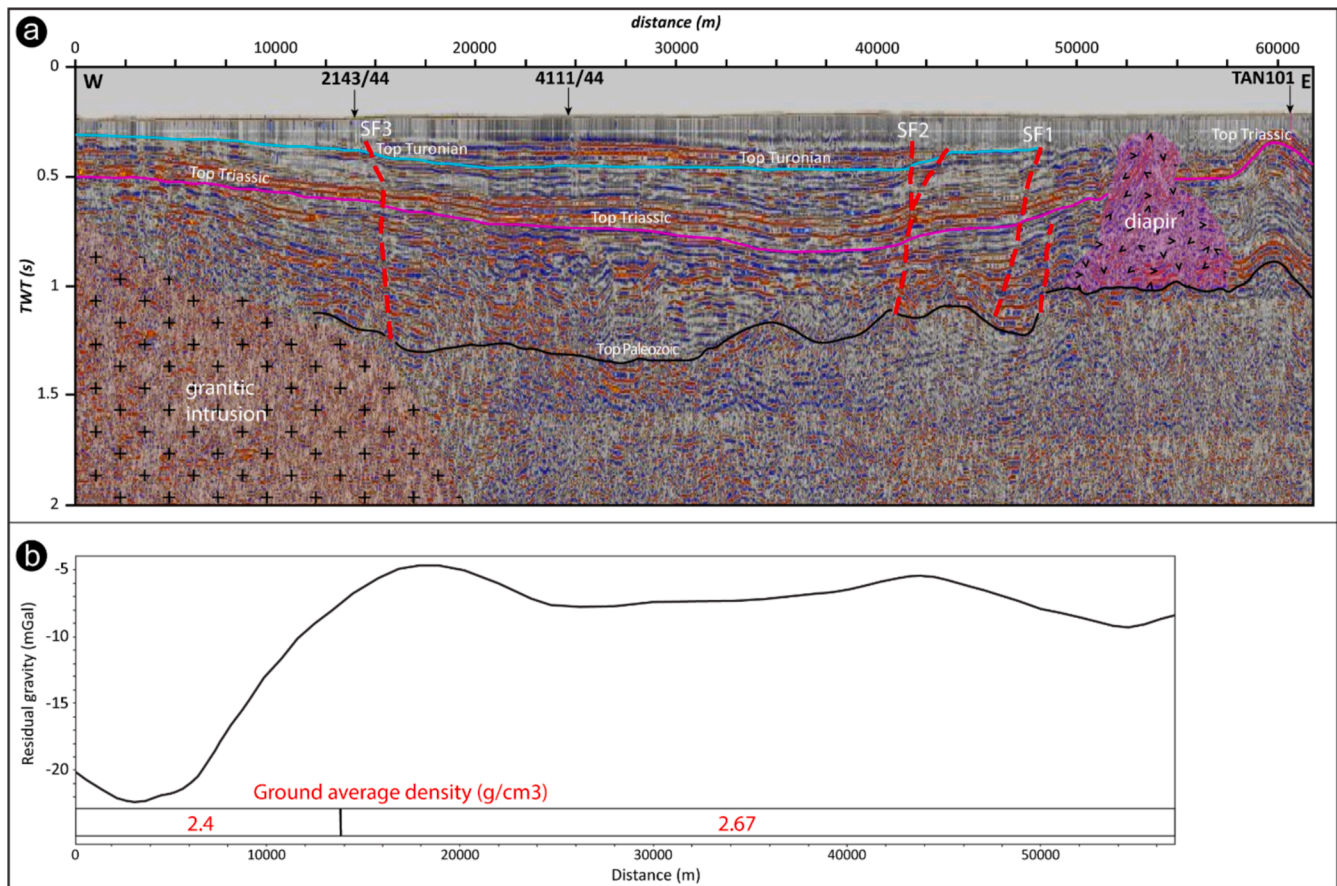 a
distance (m)
0 10000 20000 30000 40000 50000 60000
0 W 2143/44 4111/44 TAN101 E
SF3 SF2 SF1 Top Triassic
Top Turonian Top Turonian
0.5 Top Triassic
Top Triassic
diapir
TWT (s)
1
Top Paleozoic
1.5
granitic
intrusion
2
b
-5
-10
-15
-20
Residual gravity (mGal)
Ground average density (g/cm3)
2.4 2.67
0 10000 20000 30000 40000 50000
Distance (m)